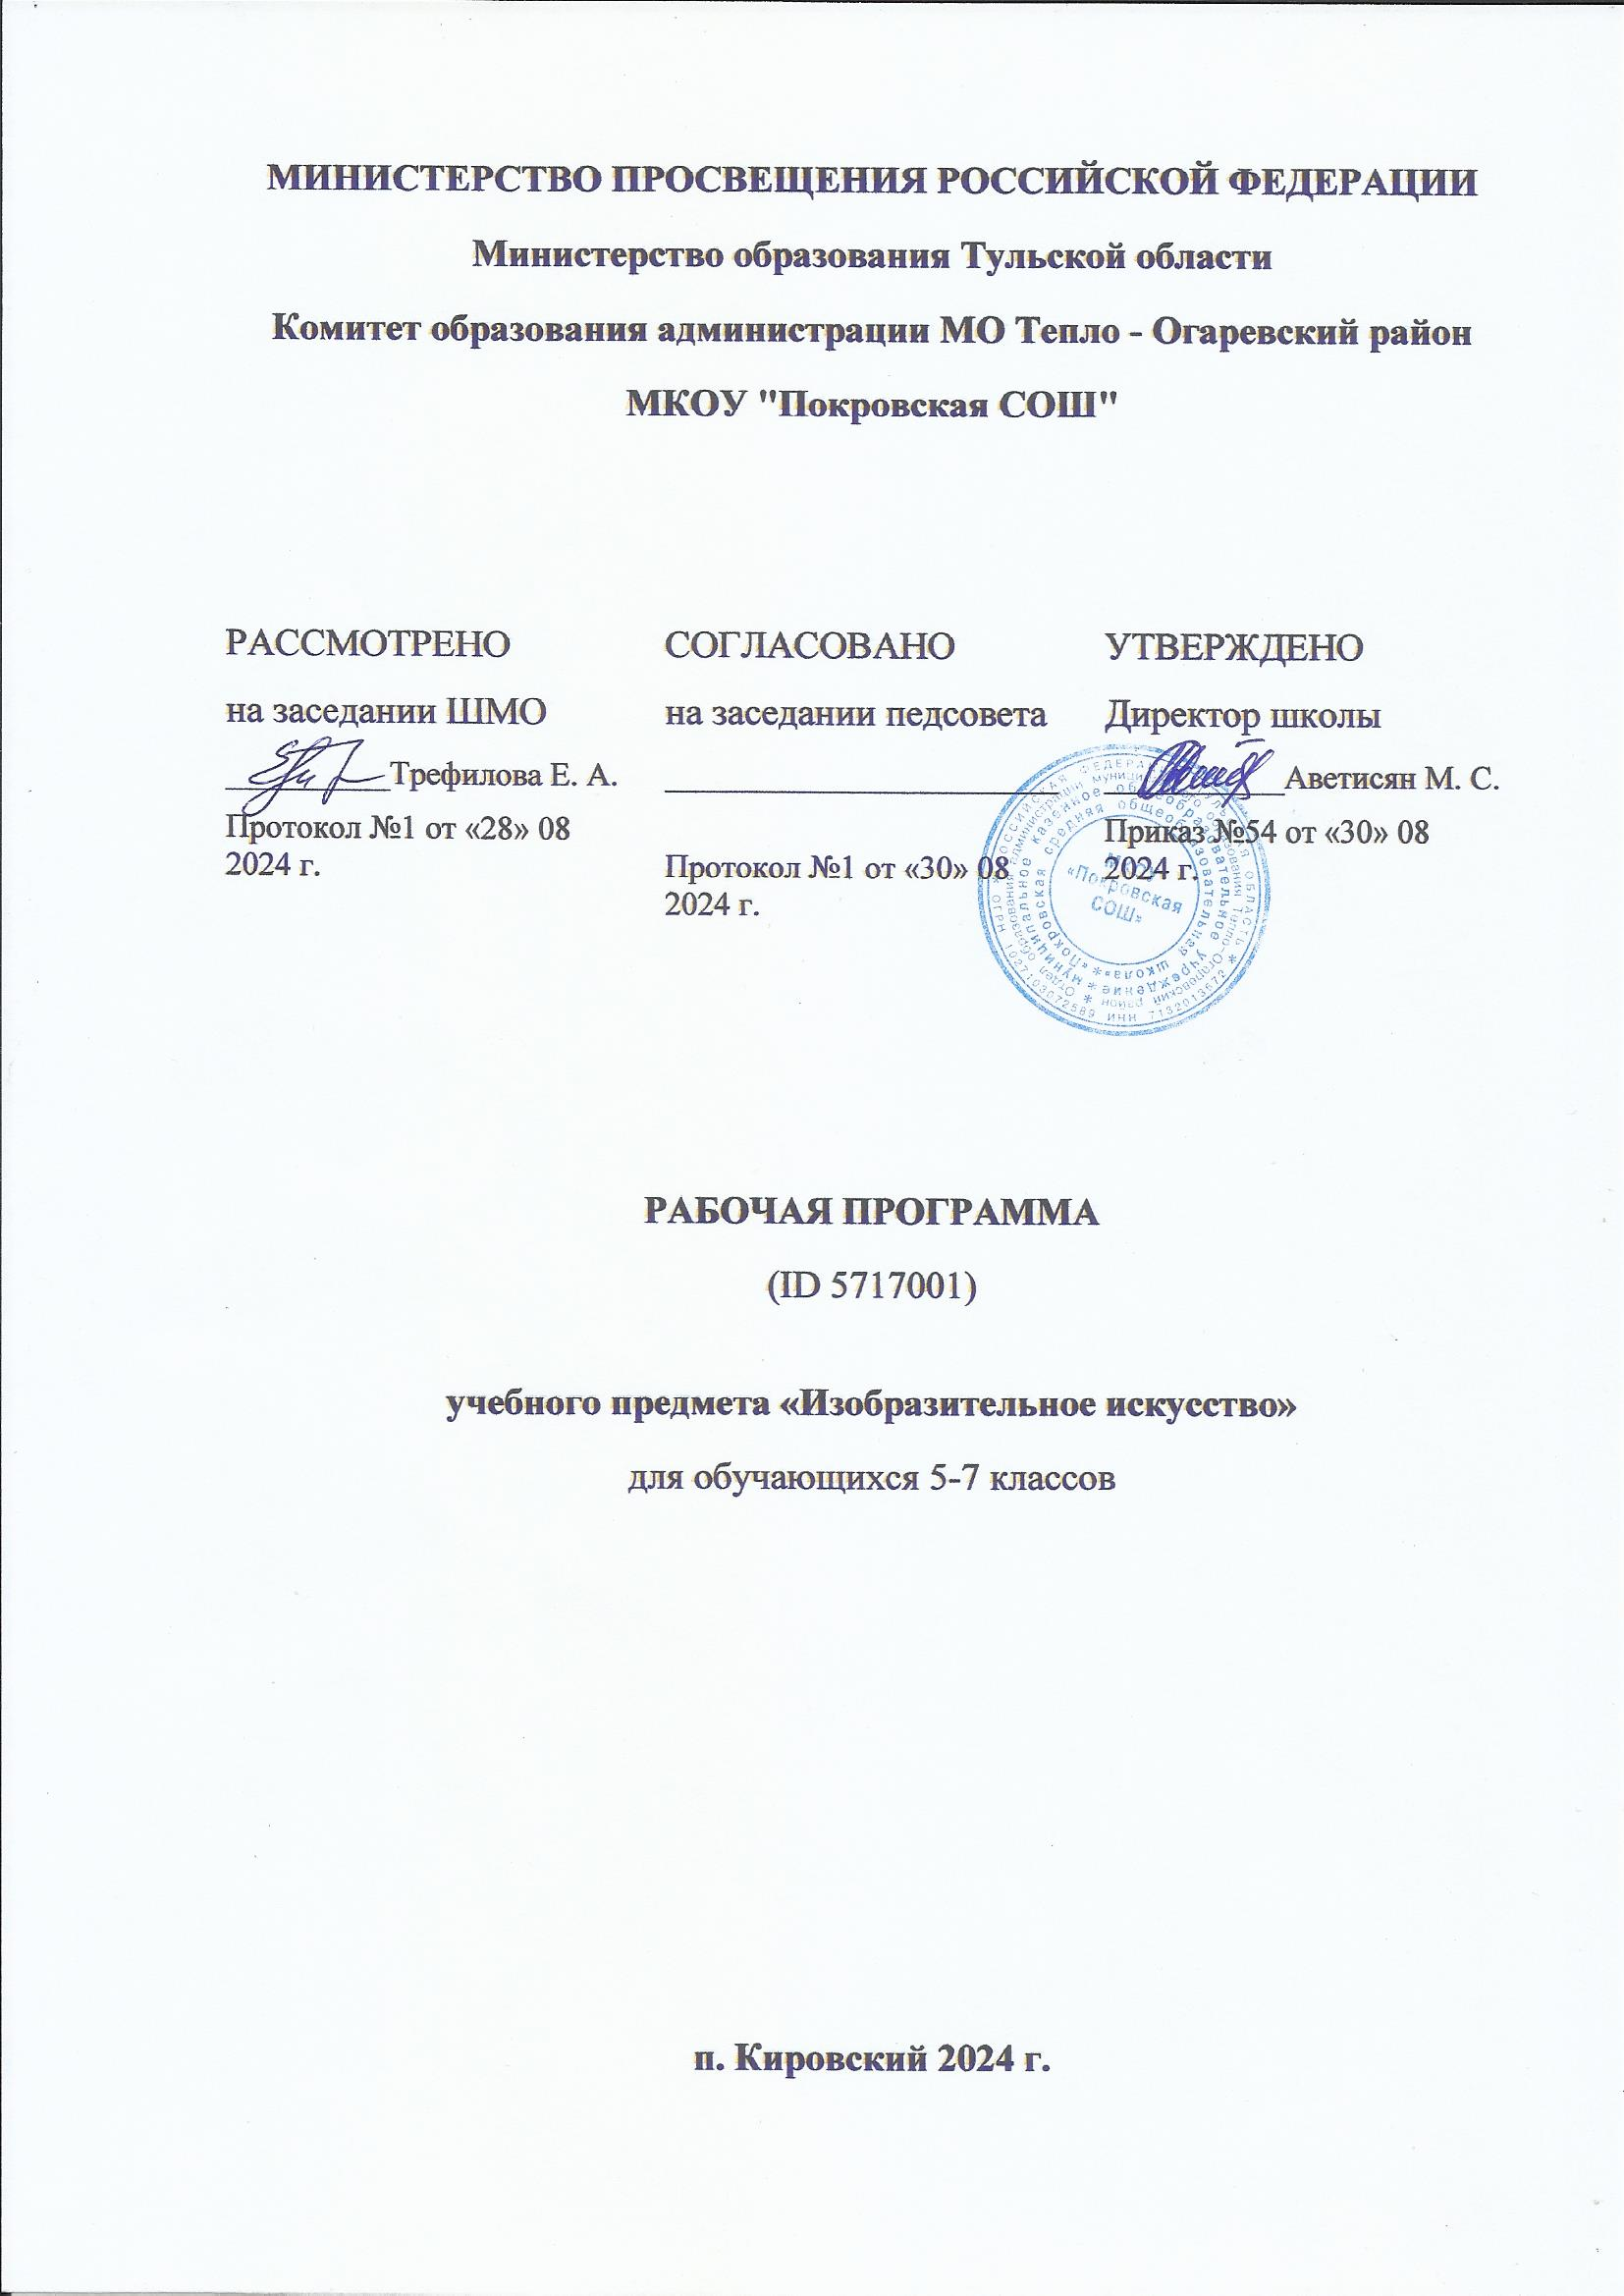 МИНИСТЕРСТВО ПРОСВЕЩЕНИЯ РОССИЙСКОЙ ФЕДЕРАЦИИ
Министерство образования Тульской области
Комитет образования администрации МО Тепло - Огаревский район
МКОУ "Покровская СОШ"
РАССМОТРЕНО
на заседании ШМО
Трефилова Е. А.
Протокол №1 от «28» 08
2024 г.
СОГЛАСОВАНО
на заседании педсовета
Протокол №1 от «30» 08
2024 г.
УТВЕРЖДЕНО
Директор школы
Аветисян М. С.
Приказ №54 от «30» 08
2024 г.
МКОУ
«Покровская
СОШ»
РАБОЧАЯ ПРОГРАММА
(ID 5717001)
учебного предмета «Изобразительное искусство»
для обучающихся 5-7 классов
п. Кировский 2024 г.